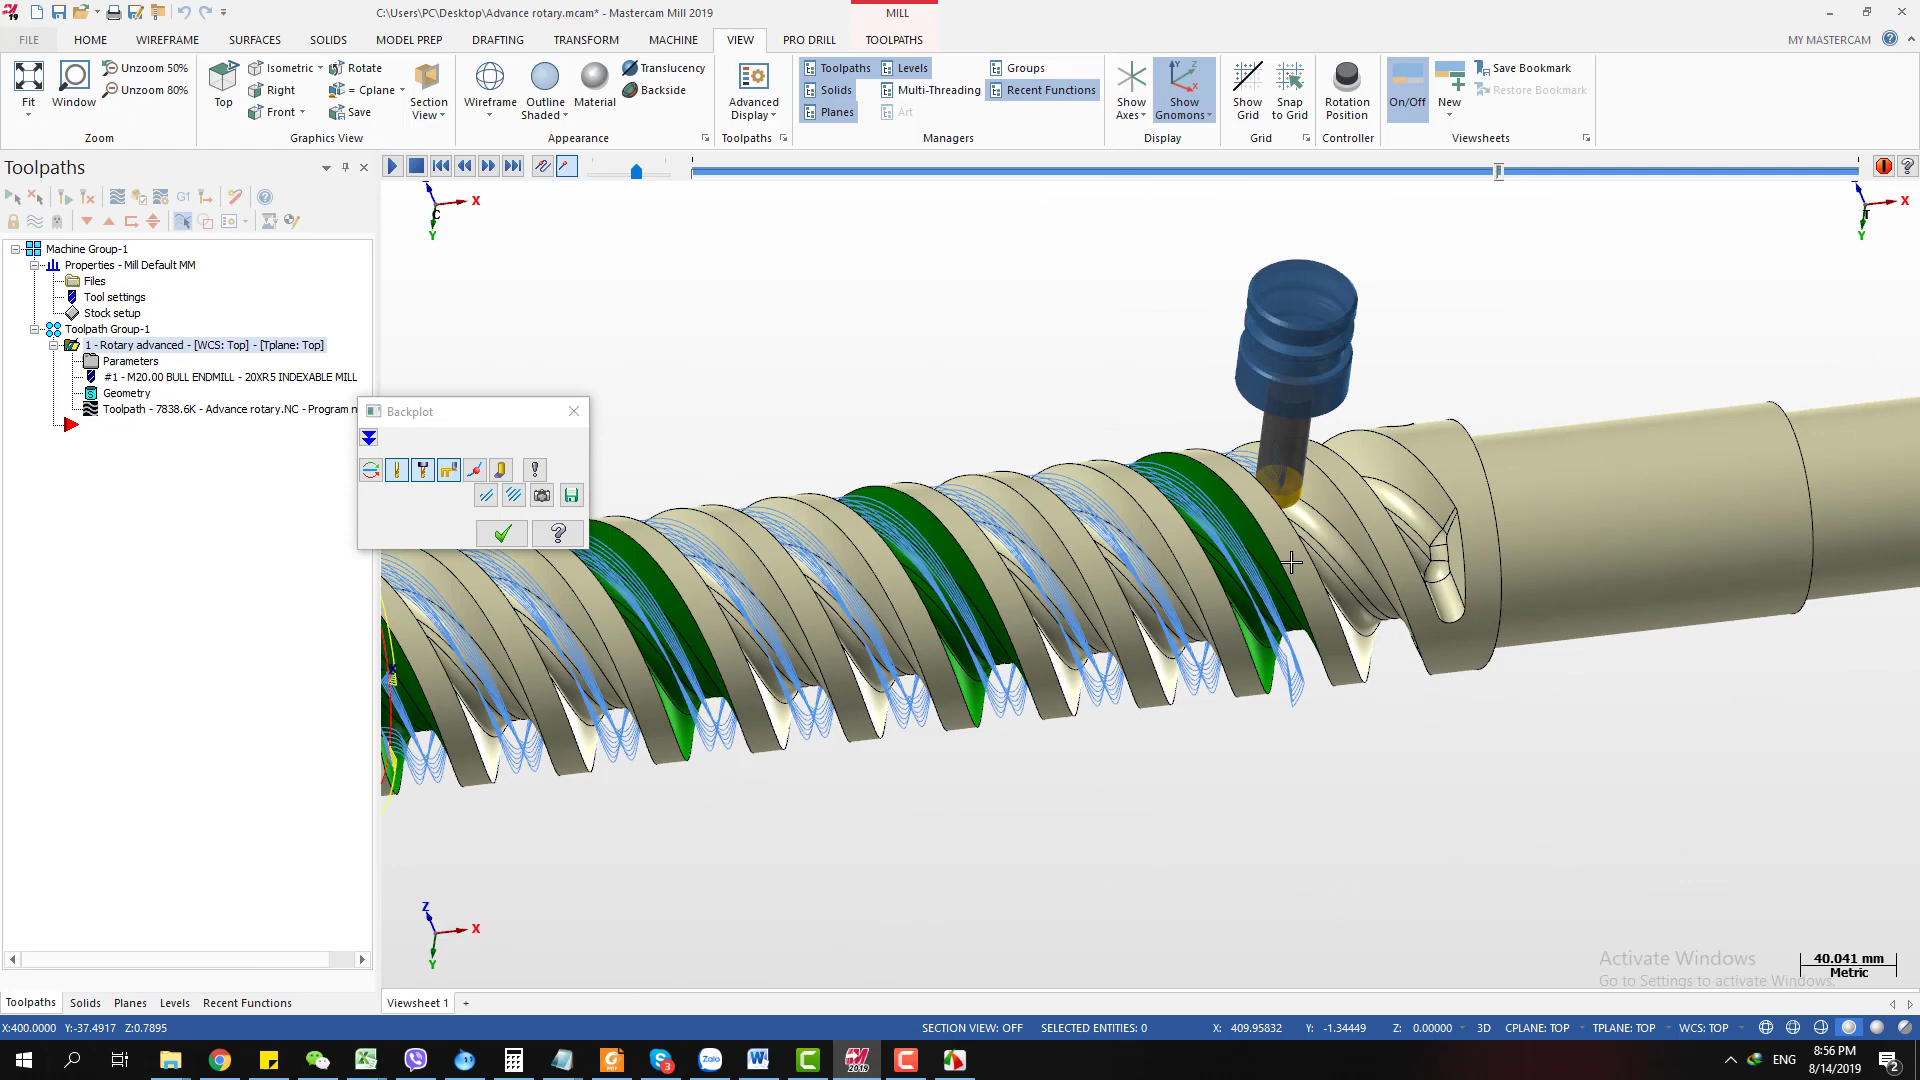 19
C:\Users\PC\Desktop\Advance rotary.mcam* - Mastercam Mill 2019
MILL
FILE
HOME
WIREFRAME
SURFACES
SOLIDS
MODEL PREP
DRAFTING
TRANSFORM
MACHINE
VIEW
PRO DRILL
TOOLPATHS
MY MASTERCAM
Fit
Window
Unzoom 50%
Unzoom 80%
Zoom
Top
Isometric
Right
Front
Rotate
= Cplane
Save
Section View
Graphics View
Wireframe
Outline Shaded
Material
Translucency
Backside
Appearance
Advanced Display
Toolpaths
Toolpaths
Solids
Planes
Levels
Multi-Threading
Art
Groups
Recent Functions
Managers
Show Axes
Show Gnomons
Display
Show Grid
Snap to Grid
Grid
Rotation Position
Controller
On/Off
New
Save Bookmark
Restore Bookmark
Viewsheets
Toolpaths
G1
Machine Group-1
Properties - Mill Default MM
Files
Tool settings
Stock setup
Toolpath Group-1
1 - Rotary advanced - [WCS: Top] - [Tplane: Top]
Parameters
#1 - M20.00 BULL ENDMILL - 20XR5 INDEXABLE MILL
Geometry
Toolpath - 7838.6K - Advance rotary.NC - Program n
Backplot
X
C
Y
X
T
Y
Z
X
Y
Activate Windows
Go to Settings to activate Windows.
40.041 mm
Metric
Toolpaths
Solids
Planes
Levels
Recent Functions
Viewsheet 1
+
X:400.0000 Y:-37.4917 Z:0.7895
SECTION VIEW: OFF
SELECTED ENTITIES: 0
X: 409.95832
Y: -1.34449
Z: 0.00000
3D
CPLANE: TOP
TPLANE: TOP
WCS: TOP
3
Zalo
2019
ENG
8:56 PM
8/14/2019
2